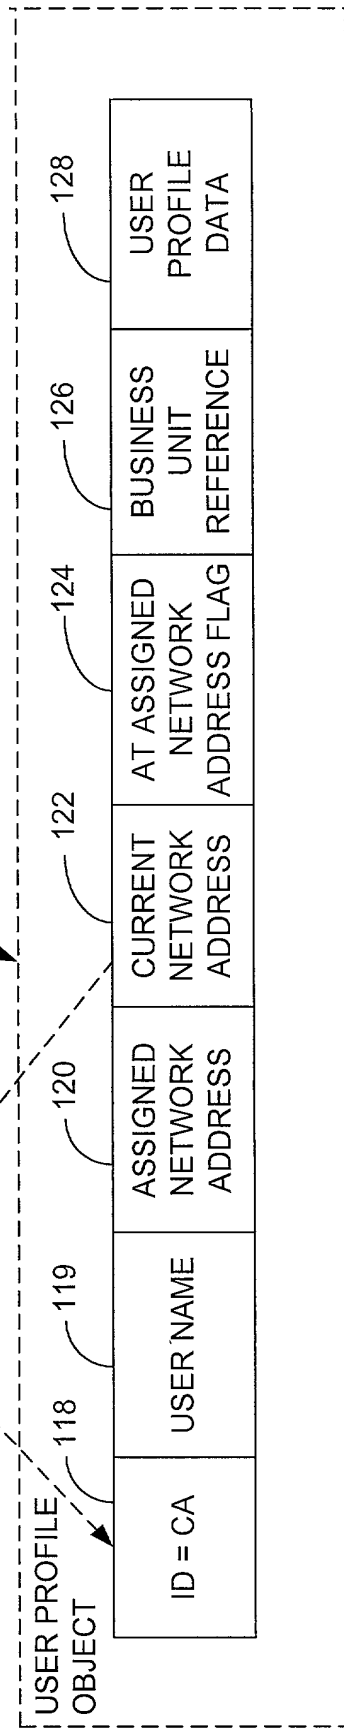 USER PROFILE
OBJECT
118
119
120
122
124
126
128
ID = CA
USER NAME
ASSIGNED
NETWORK
ADDRESS
CURRENT
NETWORK
ADDRESS
AT ASSIGNED
NETWORK
ADDRESS FLAG
BUSINESS
UNIT
REFERENCE
USER
PROFILE
DATA